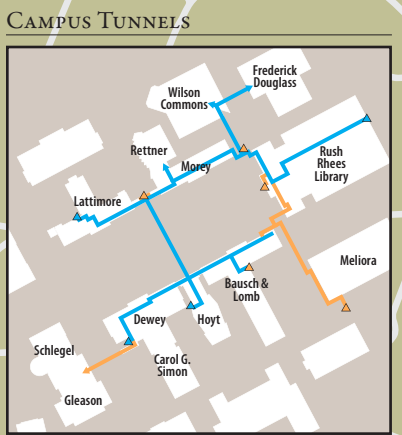 CAMPUS TUNNELS
Frederick
Douglass
Wilson
Commons
Rettner
Morey
Rush
Rhees
Library
Lattimore
Meliora
Bausch &
Lomb
Dewey
Hoyt
Schlegel
Carol G.
Simon
Gleason